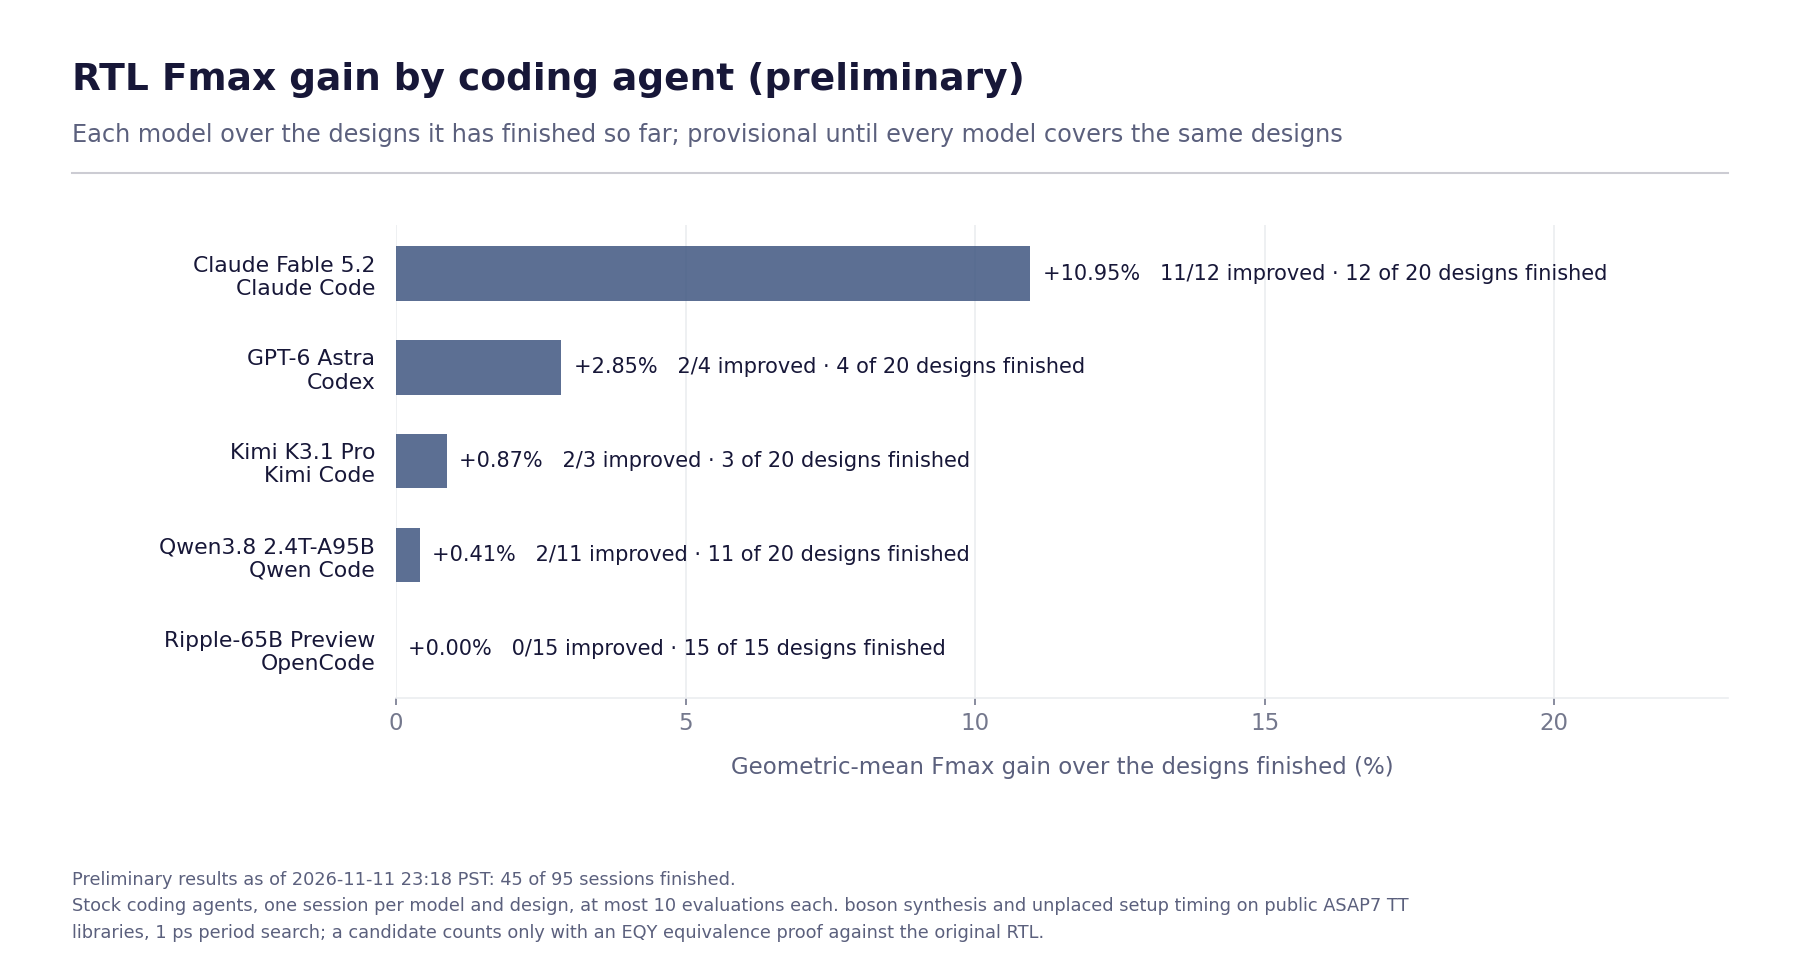 RTL Fmax gain by coding agent (preliminary)
Each model over the designs it has finished so far; provisional until every model covers the same designs
Claude Fable 5.2
Claude Code
+10.95%   11/12 improved · 12 of 20 designs finished
GPT-6 Astra
Codex
+2.85%   2/4 improved · 4 of 20 designs finished
Kimi K3.1 Pro
Kimi Code
+0.87%   2/3 improved · 3 of 20 designs finished
Qwen3.8 2.4T-A95B
Qwen Code
+0.41%   2/11 improved · 11 of 20 designs finished
Ripple-65B Preview
OpenCode
+0.00%   0/15 improved · 15 of 15 designs finished
0 5 10 15 20
Geometric-mean Fmax gain over the designs finished (%)
Preliminary results as of 2026-11-11 23:18 PST: 45 of 95 sessions finished.
Stock coding agents, one session per model and design, at most 10 evaluations each. boson synthesis and unplaced setup timing on public ASAP7 TT
libraries, 1 ps period search; a candidate counts only with an EQY equivalence proof against the original RTL.